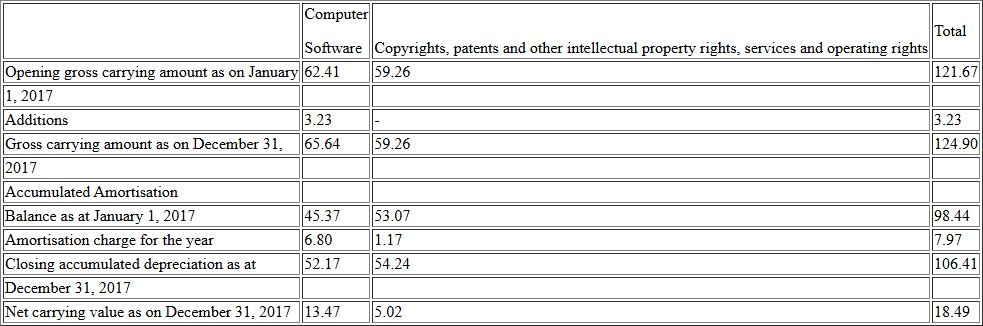 Computer
Software Copyrights, patents and other intellectual property rights, services and operating rights Total
Opening gross carrying amount as on January 62.41 59.26 121.67
1, 2017
Additions 3.23 - 3.23
Gross carrying amount as on December 31, 65.64 59.26 124.90
2017
Accumulated Amortisation
Balance as at January 1, 2017 45.37 53.07 98.44
Amortisation charge for the year 6.80 1.17 7.97
Closing accumulated depreciation as at 52.17 54.24 106.41
December 31, 2017
Net carrying value as on December 31, 2017 13.47 5.02 18.49